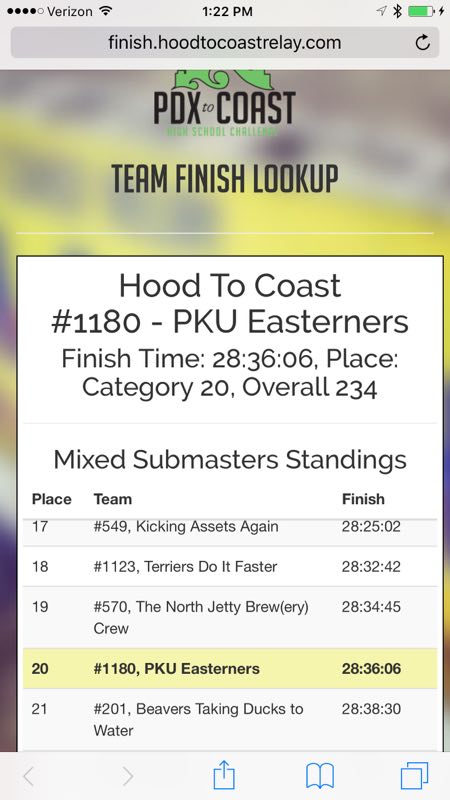 Verizon 1:22 PM
finish.hoodtocoastrelay.com
PDX to COAST
HIGH SCHOOL CHALLENGE
TEAM FINISH LOOKUP
Hood To Coast
#1180 - PKU Easterners
Finish Time: 28:36:06, Place:
Category 20, Overall 234
Mixed Submasters Standings
Place Team Finish
17 #549, Kicking Assets Again 28:25:02
18 #1123, Terriers Do It Faster 28:32:42
19 #570, The North Jetty Brew(ery) 28:34:45
Crew
20 #1180, PKU Easterners 28:36:06
21 #201, Beavers Taking Ducks to 28:38:30
Water